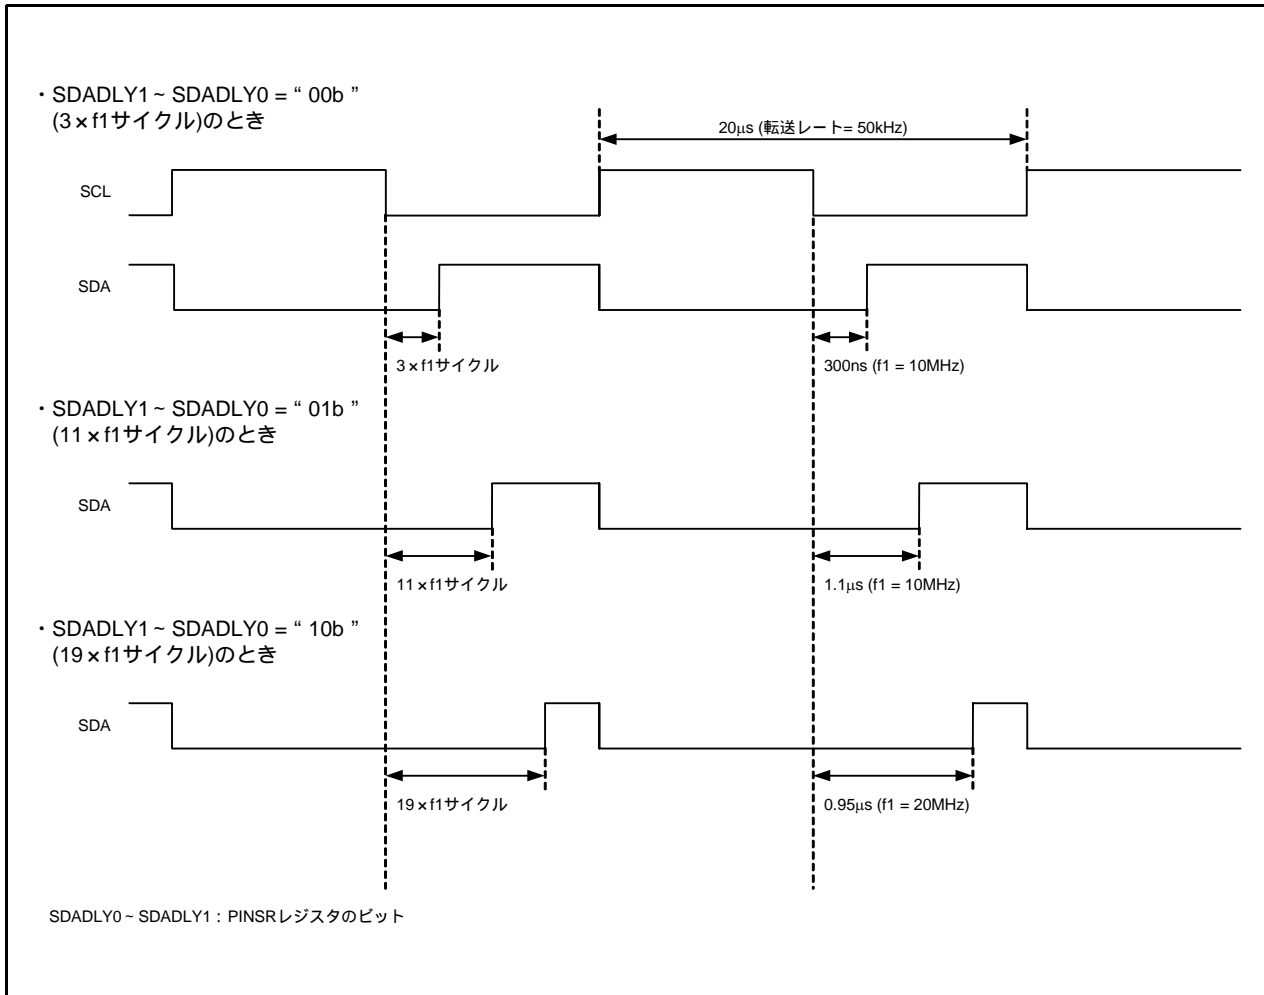 ・SDADLY1~SDADLY0 = “ 00b ”
(3×f1サイクル)のとき
20μs (転送レート= 50kHz)
SCL
SDA
3×f1サイクル
300ns (f1 = 10MHz)
・SDADLY1~SDADLY0 = “ 01b ”
(11×f1サイクル)のとき
SDA
11×f1サイクル
1.1μs (f1 = 10MHz)
・SDADLY1~SDADLY0 = “ 10b ”
(19×f1サイクル)のとき
SDA
19×f1サイクル
0.95μs (f1 = 20MHz)
SDADLY0~SDADLY1 : PINSRレジスタのビット